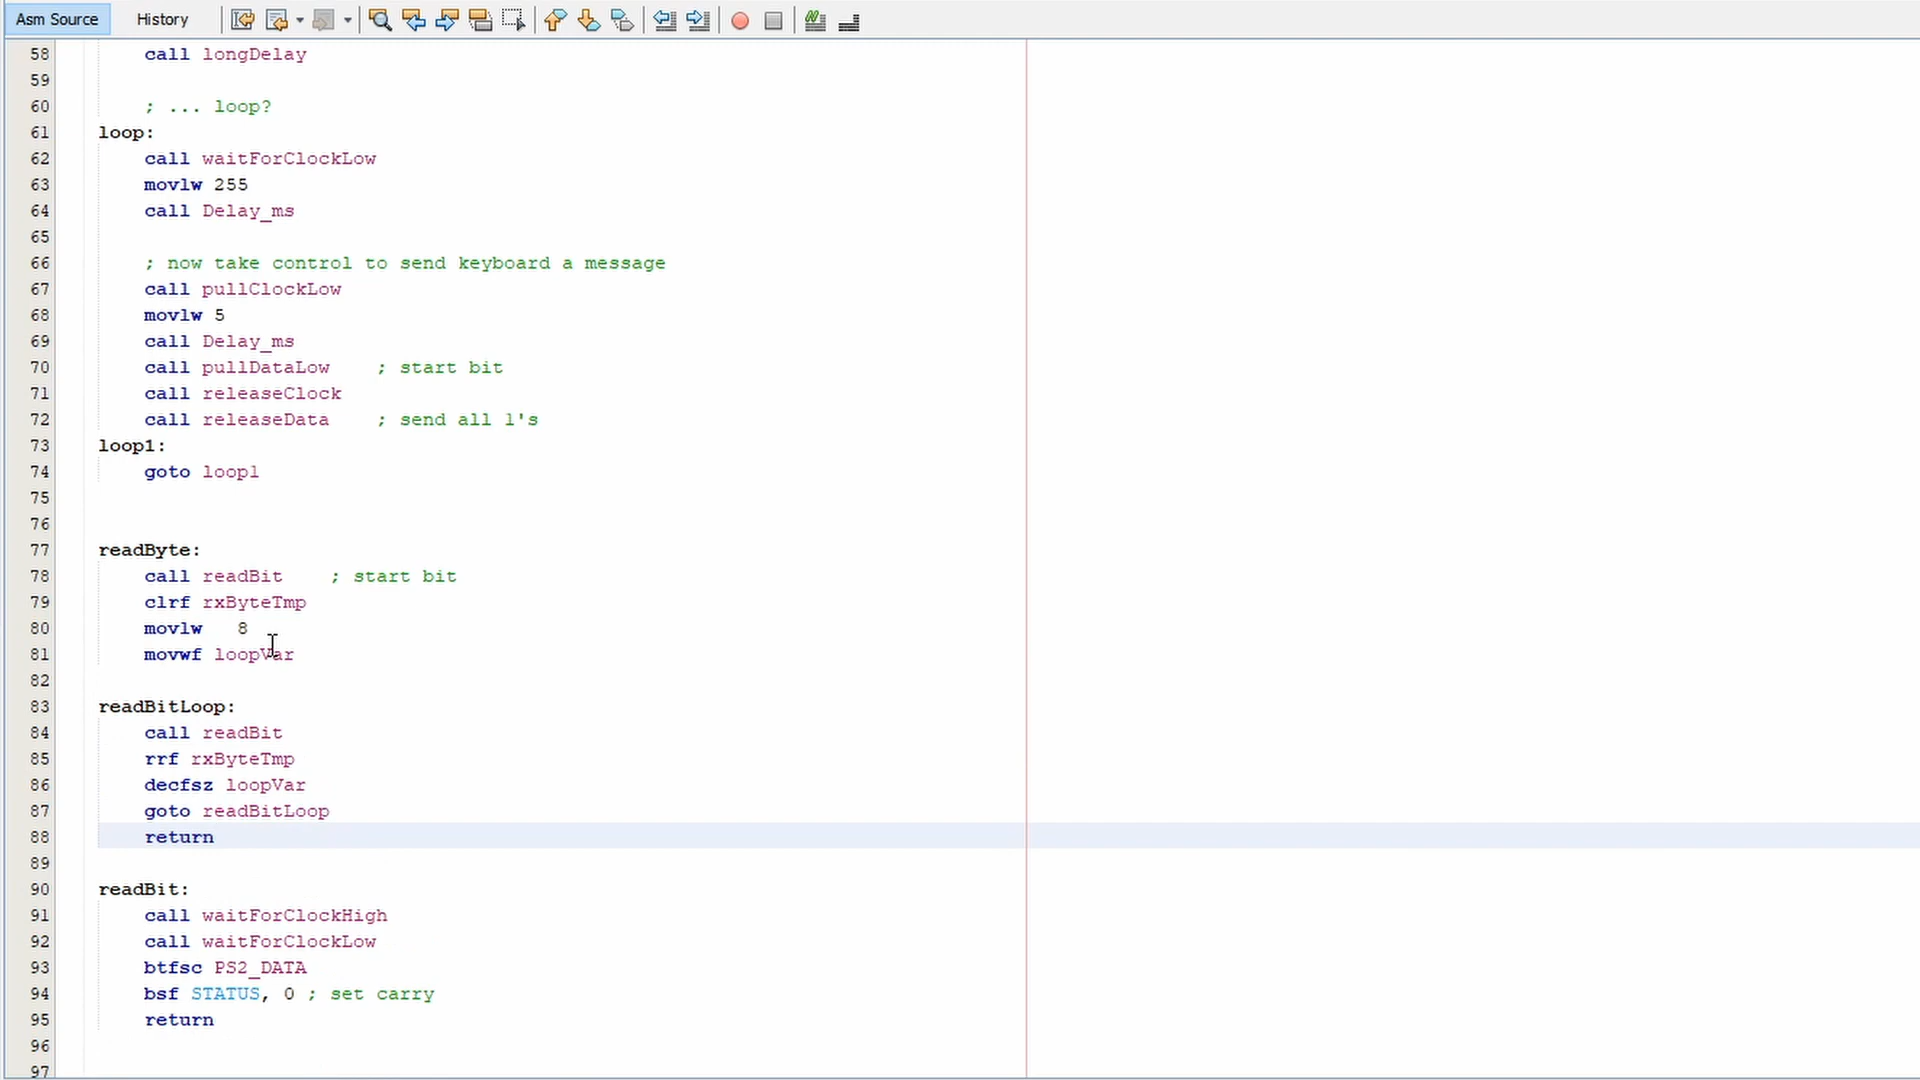 Asm Source History
58 call longDelay
59
60 ; ... loop?
61 loop:
62 call waitForClockLow
63 movlw 255
64 call Delay_ms
65
66 ; now take control to send keyboard a message
67 call pullClockLow
68 movlw 5
69 call Delay_ms
70 call pullDataLow ; start bit
71 call releaseClock
72 call releaseData ; send all 1's
73 loop1:
74 goto loop1
75
76
77 readByte:
78 call readBit ; start bit
79 clrf rxByteTmp
80 movlw 8
81 movwf loopVar
82
83 readBitLoop:
84 call readBit
85 rrf rxByteTmp
86 decfsz loopVar
87 goto readBitLoop
88 return
89
90 readBit:
91 call waitForClockHigh
92 call waitForClockLow
93 btfsc PS2_DATA
94 bsf STATUS, 0 ; set carry
95 return
96
97